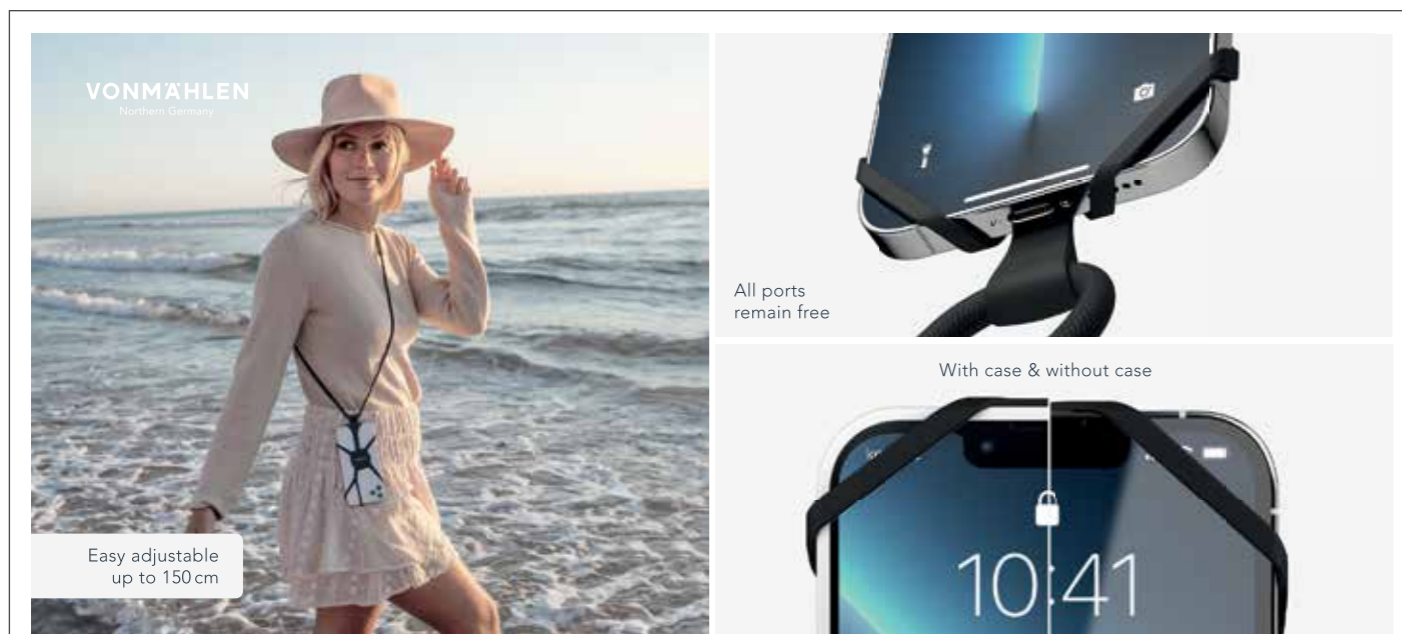 VONMÄHLEN
Northern Germany
Easy adjustable
up to 150 cm
All ports
remain free
With case & without case
10:41